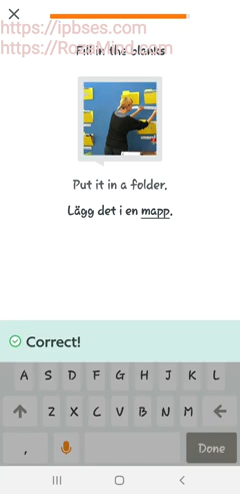 https://ipbses.com
Fill in the blanks
Put it in a folder.
Lägg det i en mapp.
Correct!
A S D F G H J K L
Z X C V B N M
, Done